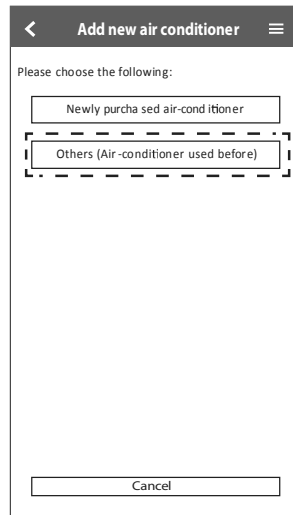 Add new air conditioner
Please choose the following:
Newly purcha sed air-cond itioner
Others (Air-conditioner used before)
Cancel